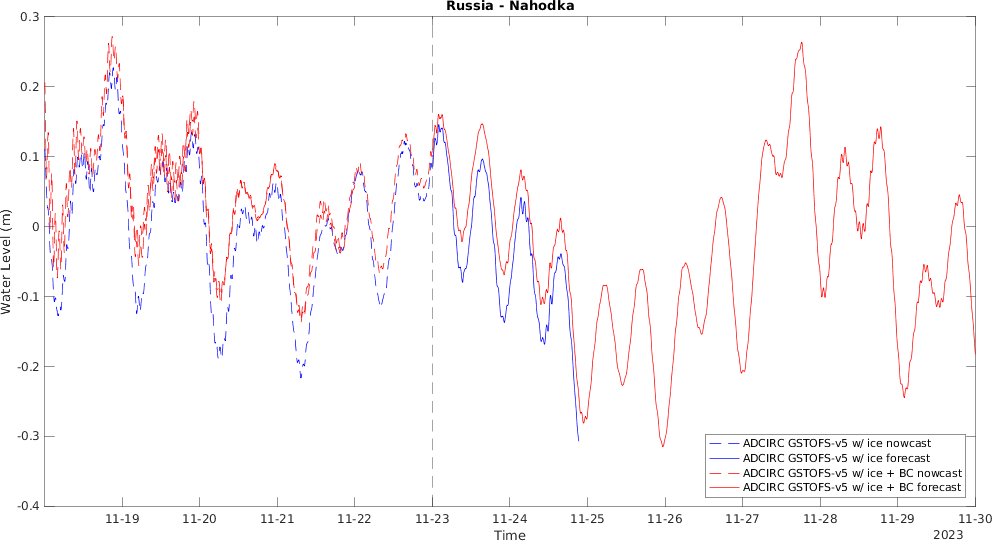 Russia - Nahodka
0.3
0.2
0.1
0
-0.1
-0.2
-0.3
-0.4
Water Level (m)
ADCIRC GSTOFS-v5 w/ ice nowcast
ADCIRC GSTOFS-v5 w/ ice forecast
ADCIRC GSTOFS-v5 w/ ice + BC nowcast
ADCIRC GSTOFS-v5 w/ ice + BC forecast
11-19 11-20 11-21 11-22 11-23 11-24 11-25 11-26 11-27 11-28 11-29 11-30
Time
2023